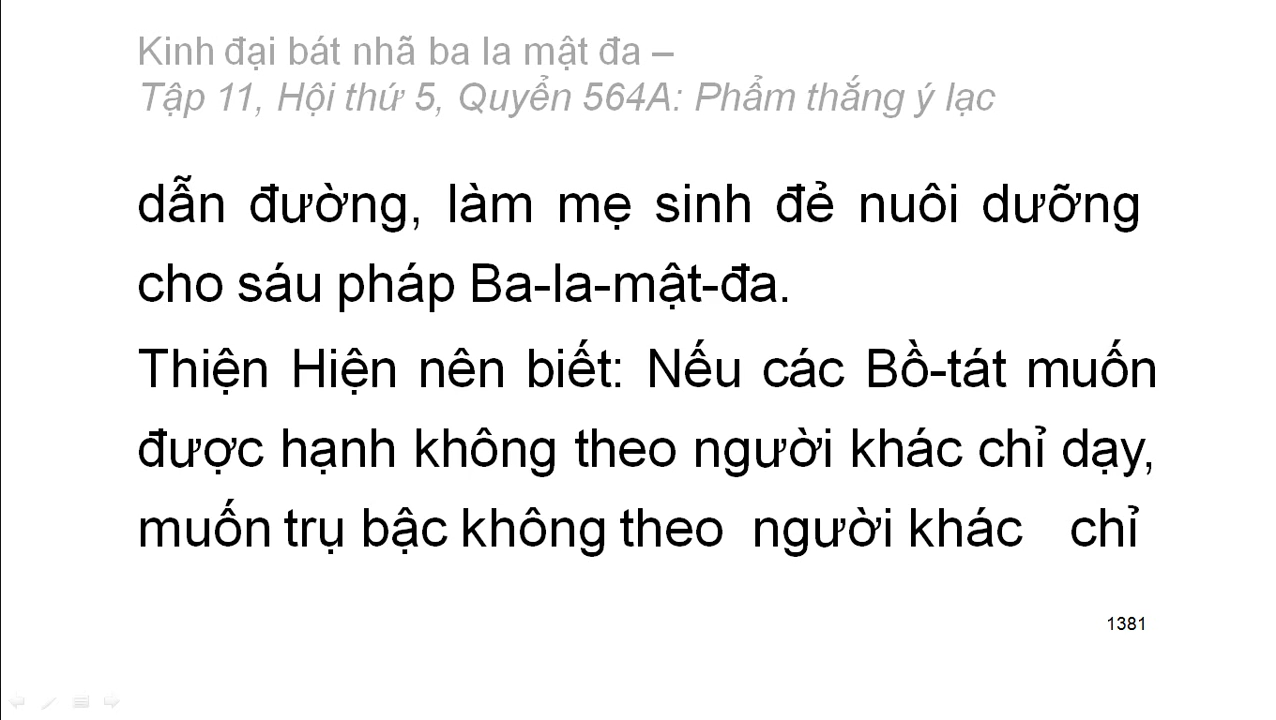 Kinh đại bát nhã ba la mật đa –
Tập 11, Hội thứ 5, Quyển 564A: Phẩm thắng ý lạc
dẫn đường, làm mẹ sinh đẻ nuôi dưỡng
cho sáu pháp Ba-la-mật-đa.
Thiện Hiện nên biết: Nếu các Bồ-tát muốn
được hạnh không theo người khác chỉ dạy,
muốn trụ bậc không theo người khác chỉ
1381